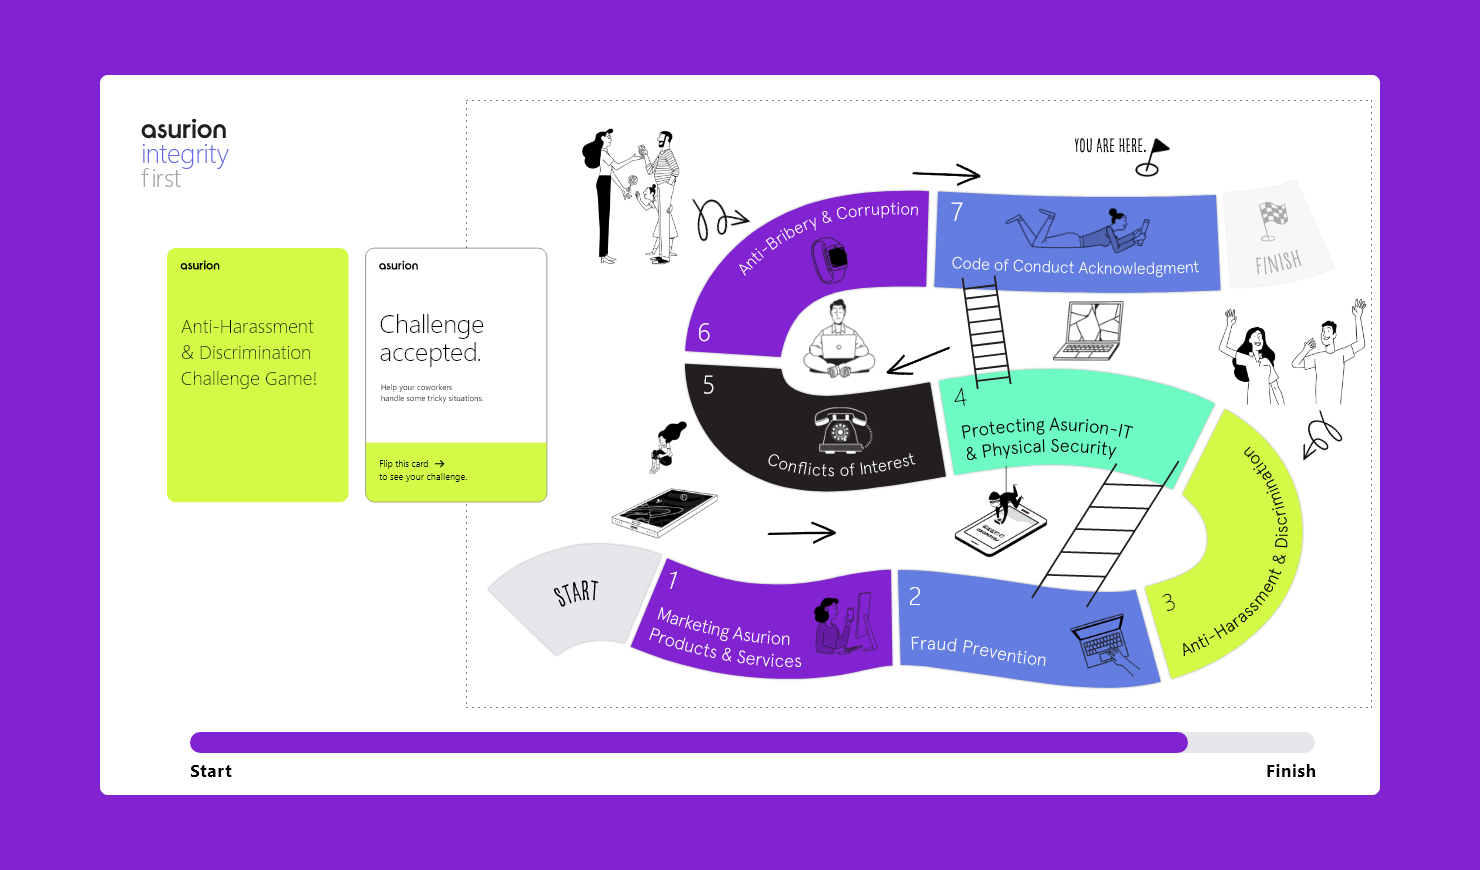 asurion
integrity
first
asurion
Anti-Harassment
& Discrimination
Challenge Game!
asurion
Challenge
accepted.
Help your coworkers
handle some tricky situations.
Flip this card →
to see your challenge.
YOU ARE HERE.
START
1
Marketing Asurion
Products & Services
2
Fraud Prevention
3
Anti-Harassment & Discrimination
4
Protecting Asurion-IT
& Physical Security
5
Conflicts of Interest
6
Anti-Bribery & Corruption
7
Code of Conduct Acknowledgment
FINISH
Start
Finish